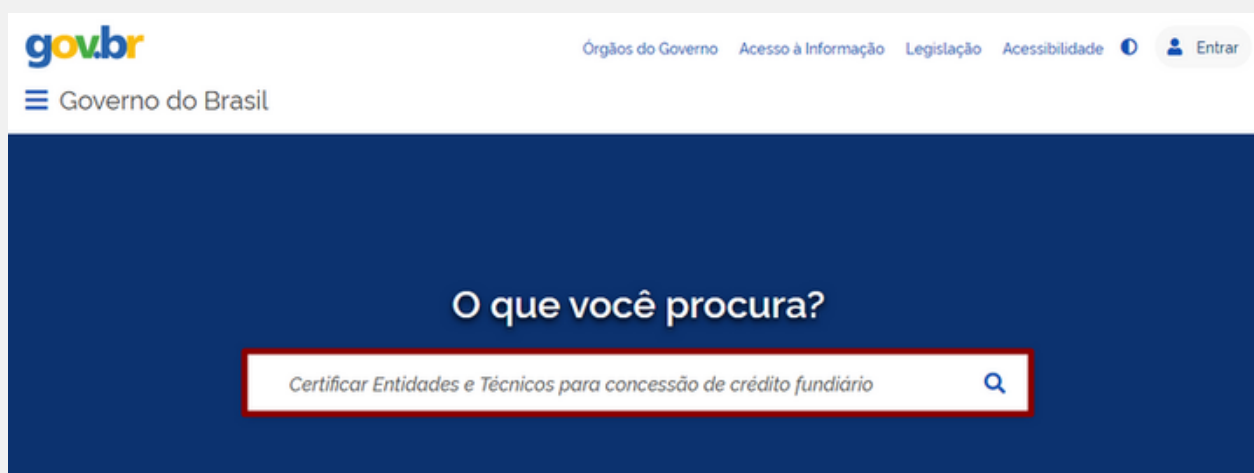 gov.br
Órgãos do Governo Acesso à Informação Legislação Acessibilidade Entrar
Governo do Brasil
O que você procura?
Certificar Entidades e Técnicos para concessão de crédito fundiário